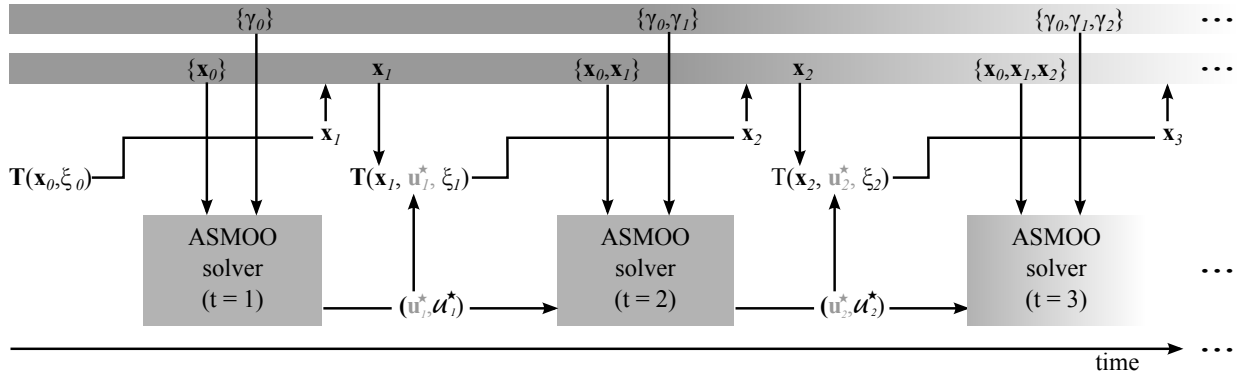 {γ₀} {γ₀,γ₁} {γ₀,γ₁,γ₂} ...
{x₀} x₁ {x₀,x₁} x₂ {x₀,x₁,x₂} ...
x₁ x₂ x₃
T(x₀,ξ₀) T(x₁, u₁★, ξ₁) T(x₂, u₂★, ξ₂)
ASMOO ASMOO ASMOO
solver solver solver ...
(t = 1) (t = 2) (t = 3)
(u₁★,𝒰₁★) (u₂★,𝒰₂★)
...
time